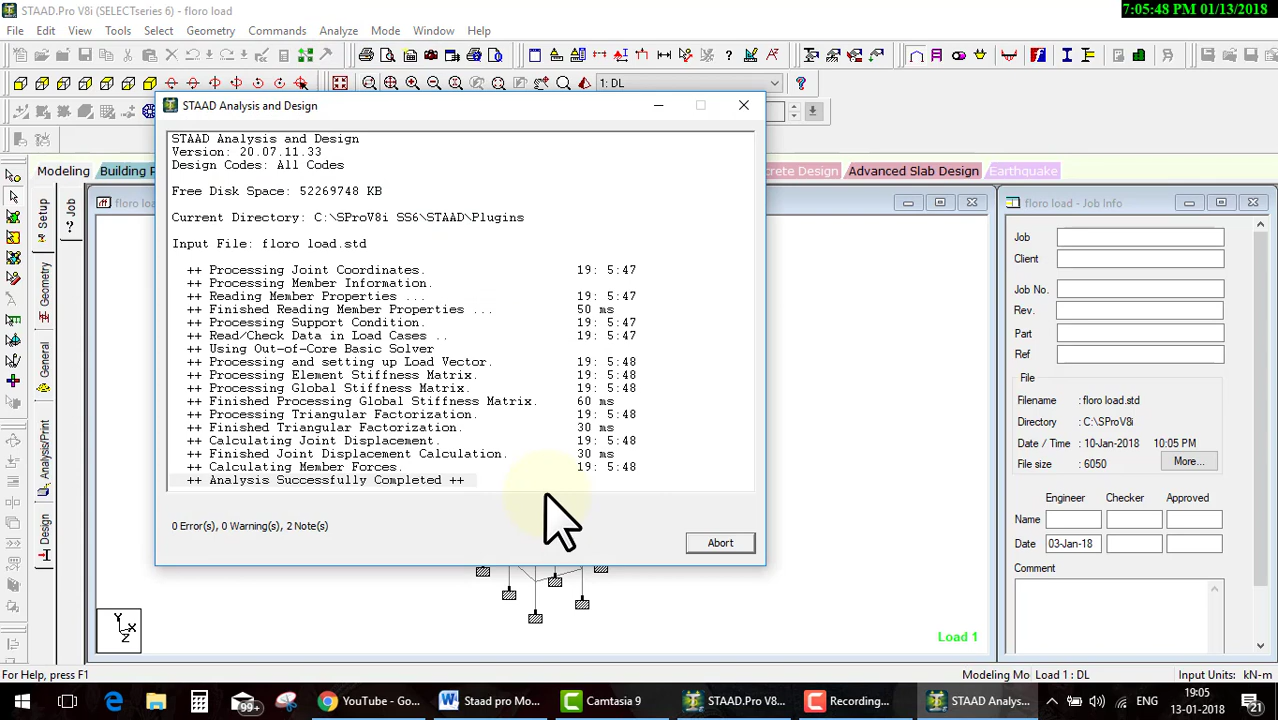 STAAD.Pro V8i (SELECTseries 6) - floro load
7:05:48 PM 01/13/2018
File Edit View Tools Select Geometry Commands Analyze Mode Window Help
1: DL
STAAD Analysis and Design
Modeling Building P
crete Design Advanced Slab Design Earthquake
STAAD Analysis and Design
Version: 20.07.11.33
Design Codes: All Codes
Free Disk Space: 52269748 KB
Current Directory: C:\SProV8i SS6\STAAD\Plugins
Input File: floro load.std
++ Processing Joint Coordinates. 19: 5:47
++ Processing Member Information.
++ Reading Member Properties ... 19: 5:47
++ Finished Reading Member Properties ... 50 ms
++ Processing Support Condition. 19: 5:47
++ Read/Check Data in Load Cases .. 19: 5:47
++ Using Out-of-Core Basic Solver
++ Processing and setting up Load Vector. 19: 5:48
++ Processing Element Stiffness Matrix. 19: 5:48
++ Processing Global Stiffness Matrix. 19: 5:48
++ Finished Processing Global Stiffness Matrix. 60 ms
++ Processing Triangular Factorization. 19: 5:48
++ Finished Triangular Factorization. 30 ms
++ Calculating Joint Displacement. 19: 5:48
++ Finished Joint Displacement Calculation. 30 ms
++ Calculating Member Forces. 19: 5:48
++ Analysis Successfully Completed ++
0 Error(s), 0 Warning(s), 2 Note(s)
Abort
Setup
Geometry
General
Analysis/Print
Design
Job
floro lo
Y
X
Z
Load 1
floro load - Job Info
Job
Client
Job No.
Rev.
Part
Ref
File
Filename : floro load.std
Directory : C:\SProV8i
Date / Time : 10-Jan-2018 10:05 PM
File size : 6050 More...
Engineer Checker Approved
Name
Date 03-Jan-18
Comment
For Help, press F1
Modeling Mo Load 1 : DL Input Units: kN-m
99+ YouTube - Go... Staad pro Mo... Camtasia 9 STAAD.Pro V8... Recording... STAAD Analys... ENG 19:05
13-01-2018
21